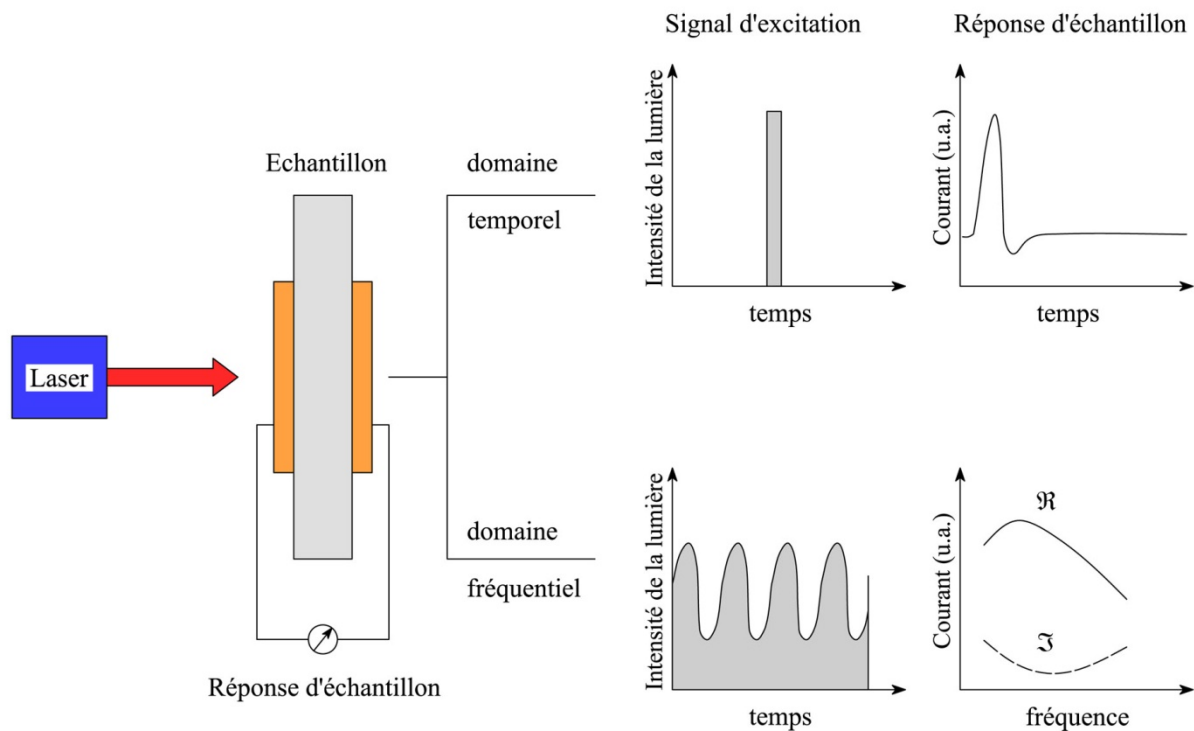 Signal d'excitation
Réponse d'échantillon
Intensité de la lumière
temps
Courant (u.a.)
temps
Echantillon
domaine
temporel
Laser
domaine
fréquentiel
Réponse d'échantillon
Intensité de la lumière
temps
Courant (u.a.)
ℜ
ℑ
fréquence